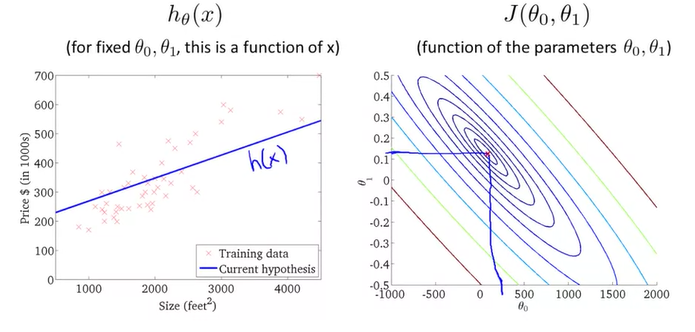 hθ(x)
(for fixed θ0, θ1, this is a function of x)
700
600
500
400
300
200
100
0
Price $ (in 1000s)
1000
2000
3000
4000
Size (feet2)
h(x)
Training data
Current hypothesis
J(θ0, θ1)
(function of the parameters θ0, θ1)
0.5
0.4
0.3
0.2
0.1
0
-0.1
-0.2
-0.3
-0.4
-0.5
θ1
-1000
-500
0
500
1000
1500
2000
θ0